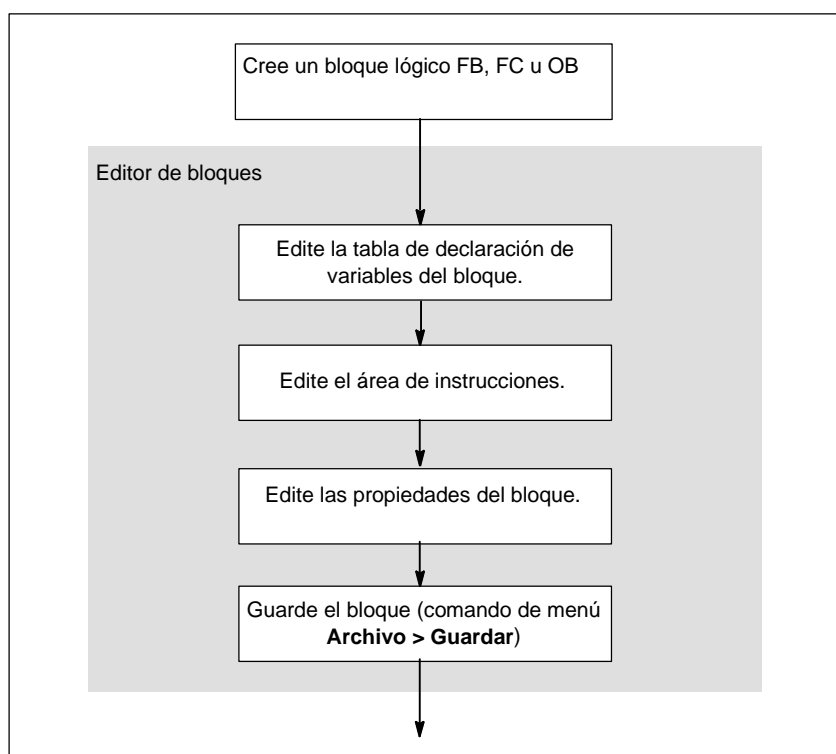 Cree un bloque lógico FB, FC u OB
Editor de bloques
Edite la tabla de declaración de
variables del bloque.
Edite el área de instrucciones.
Edite las propiedades del bloque.
Guarde el bloque (comando de menú
Archivo > Guardar)